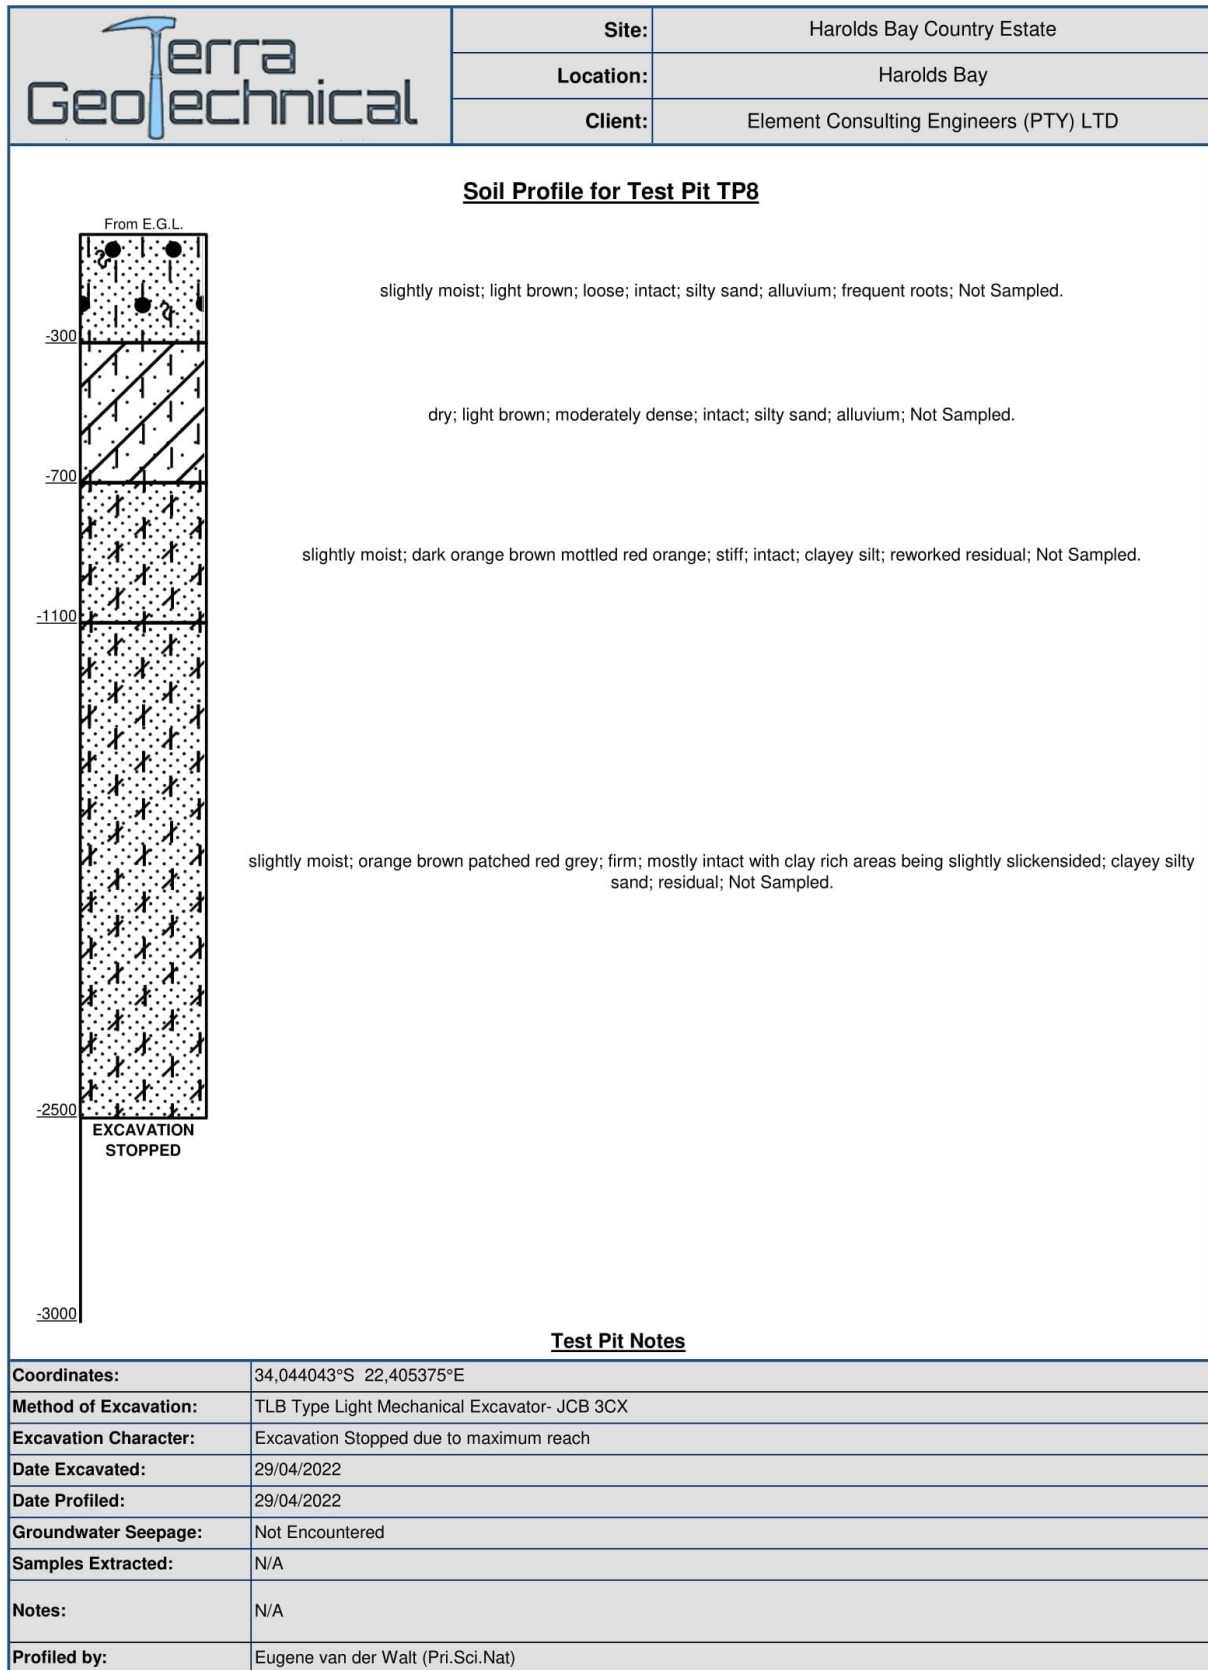 Terra
Geotechnical
Site: Harolds Bay Country Estate
Location: Harolds Bay
Client: Element Consulting Engineers (PTY) LTD
Soil Profile for Test Pit TP8
From E.G.L.
slightly moist; light brown; loose; intact; silty sand; alluvium; frequent roots; Not Sampled.
-300
dry; light brown; moderately dense; intact; silty sand; alluvium; Not Sampled.
-700
slightly moist; dark orange brown mottled red orange; stiff; intact; clayey silt; reworked residual; Not Sampled.
-1100
slightly moist; orange brown patched red grey; firm; mostly intact with clay rich areas being slightly slickensided; clayey silty
sand; residual; Not Sampled.
-2500
EXCAVATION
STOPPED
-3000
Test Pit Notes
Coordinates: 34,044043°S 22,405375°E
Method of Excavation: TLB Type Light Mechanical Excavator- JCB 3CX
Excavation Character: Excavation Stopped due to maximum reach
Date Excavated: 29/04/2022
Date Profiled: 29/04/2022
Groundwater Seepage: Not Encountered
Samples Extracted: N/A
Notes: N/A
Profiled by: Eugene van der Walt (Pri.Sci.Nat)